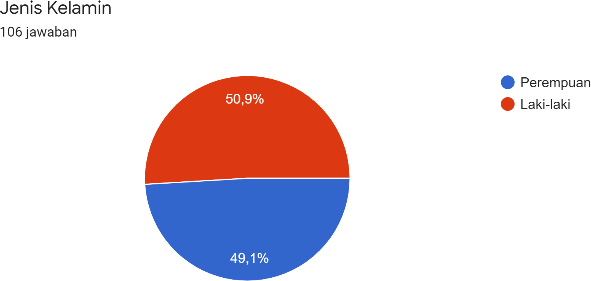 Jenis Kelamin
106 jawaban
50,9%
49,1%
Perempuan
Laki-laki